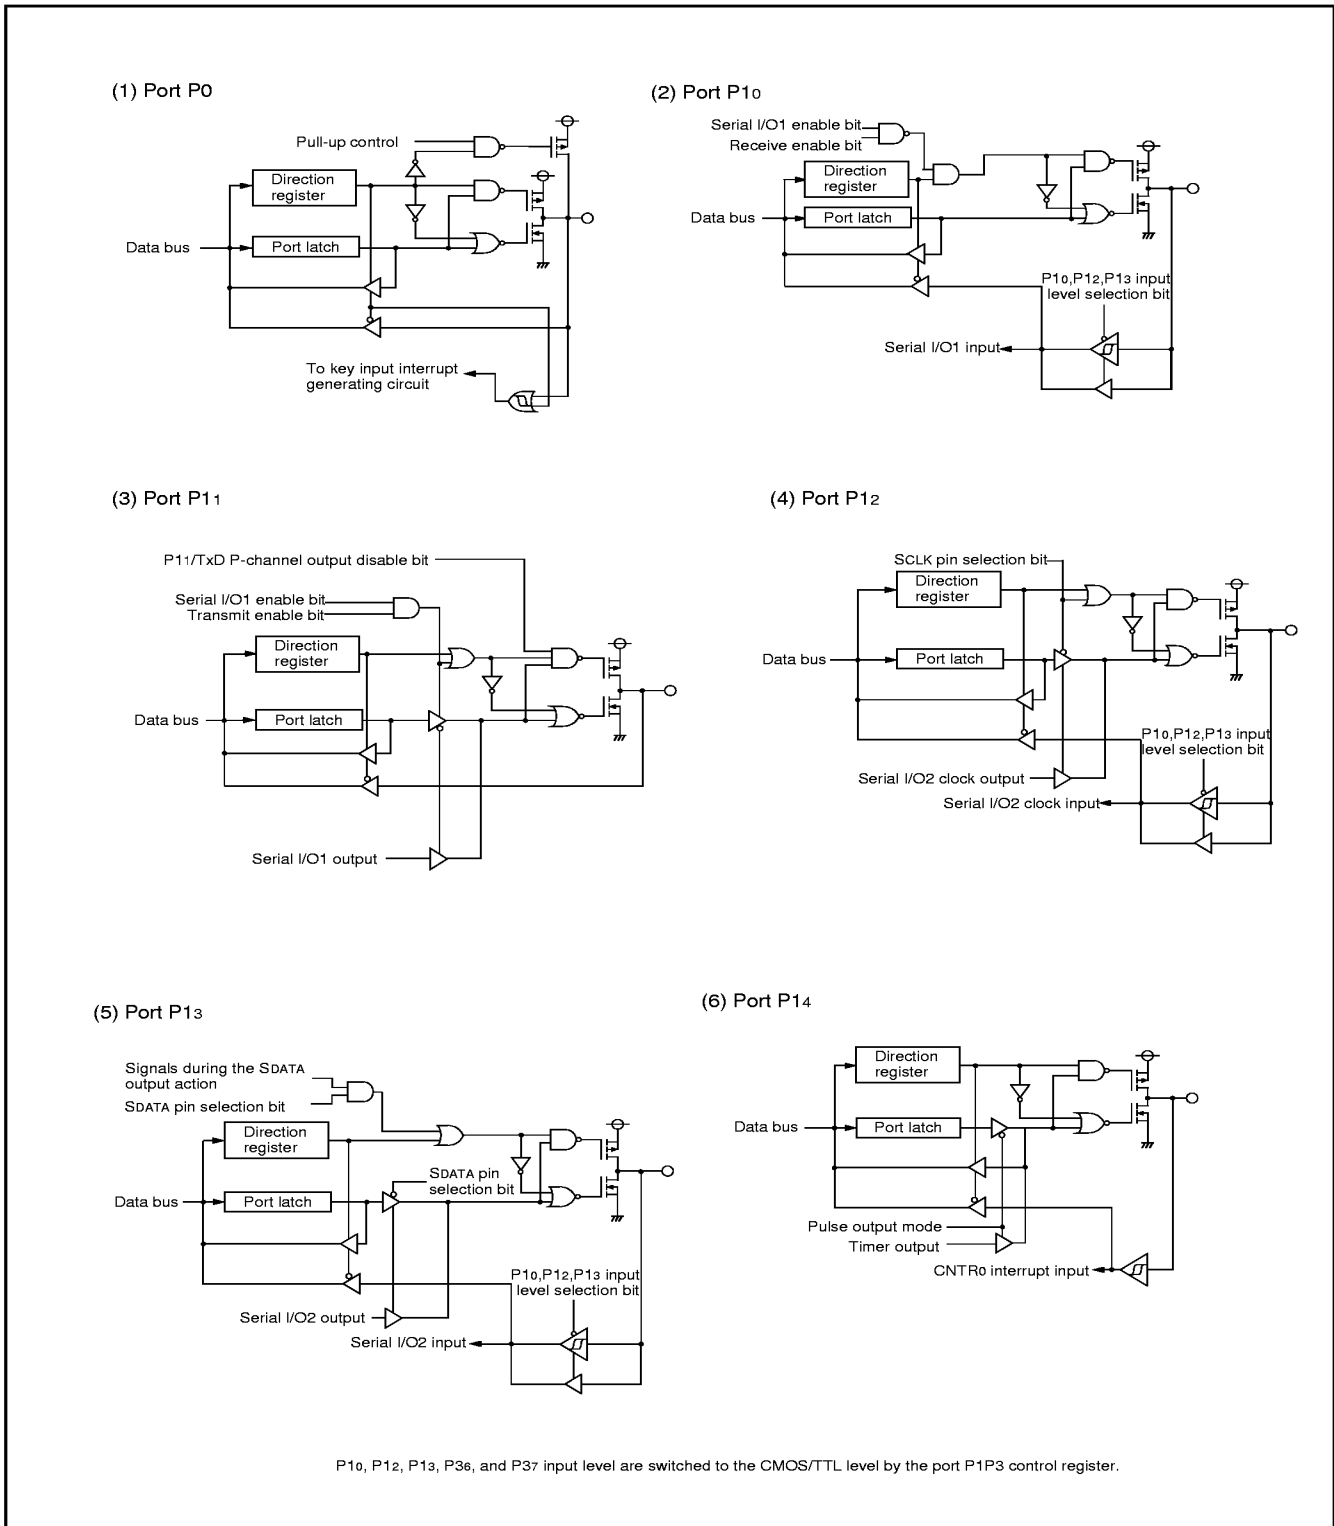 (1) Port P0
Pull-up control
Direction
register
Data bus
Port latch
To key input interrupt
generating circuit
(2) Port P10
Serial I/O1 enable bit
Receive enable bit
Direction
register
Data bus
Port latch
P10,P12,P13 input
level selection bit
Serial I/O1 input
(3) Port P11
P11/TxD P-channel output disable bit
Serial I/O1 enable bit
Transmit enable bit
Direction
register
Data bus
Port latch
Serial I/O1 output
(4) Port P12
SCLK pin selection bit
Direction
register
Data bus
Port latch
P10,P12,P13 input
level selection bit
Serial I/O2 clock output
Serial I/O2 clock input
(5) Port P13
Signals during the SDATA
output action
SDATA pin selection bit
Direction
register
SDATA pin
selection bit
Data bus
Port latch
P10,P12,P13 input
level selection bit
Serial I/O2 output
Serial I/O2 input
(6) Port P14
Direction
register
Data bus
Port latch
Pulse output mode
Timer output
CNTR0 interrupt input
P10, P12, P13, P36, and P37 input level are switched to the CMOS/TTL level by the port P1P3 control register.